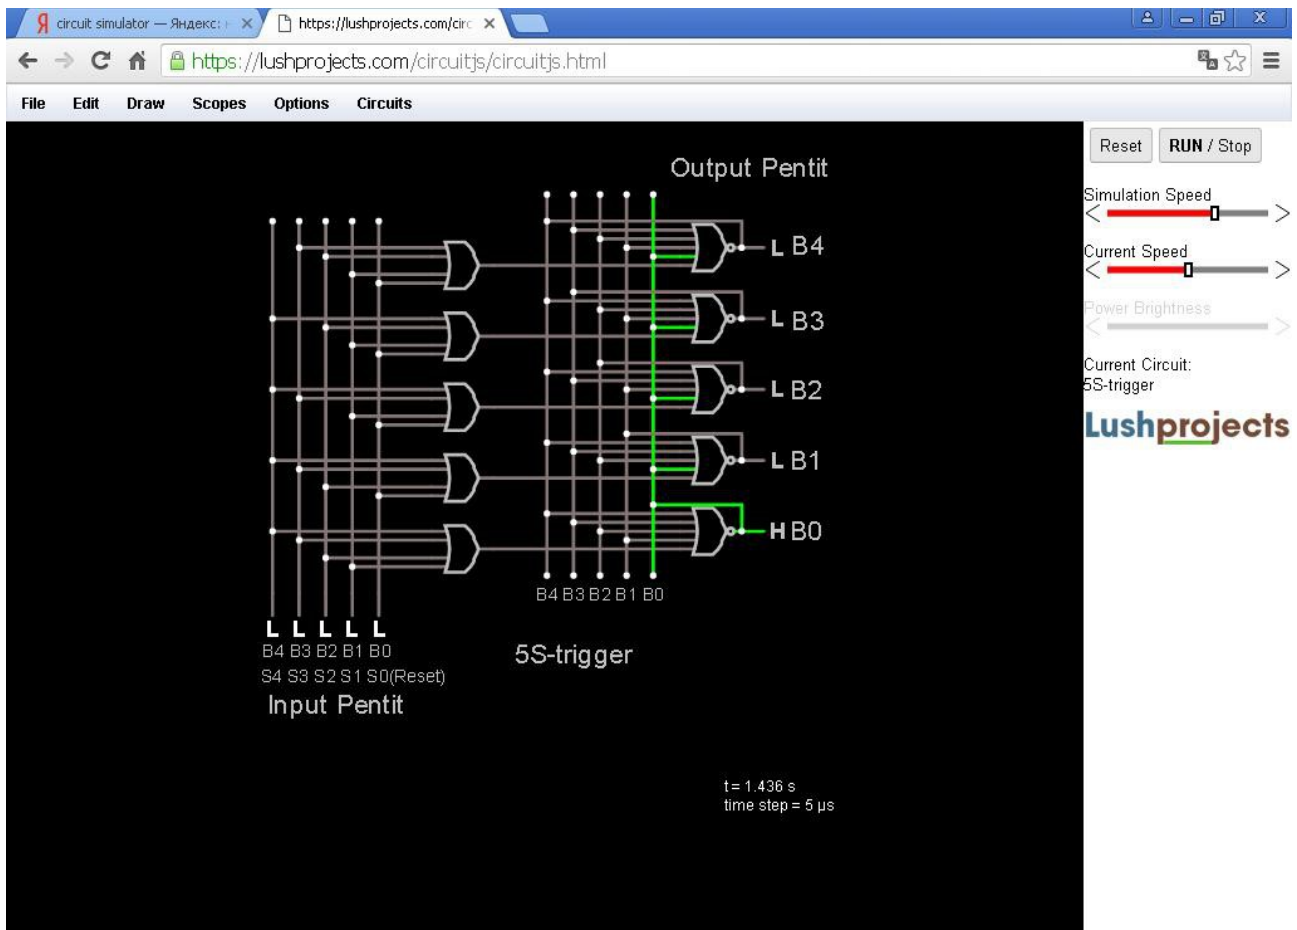 Я circuit simulator — Яндекс: н
https://lushprojects.com/circ
https://lushprojects.com/circuitjs/circuitjs.html
File Edit Draw Scopes Options Circuits
Reset RUN / Stop
Simulation Speed
Current Speed
Power Brightness
Current Circuit:
5S-trigger
Lushprojects
Output Pentit
L B4
L B3
L B2
L B1
H B0
B4 B3 B2 B1 B0
L L L L L
B4 B3 B2 B1 B0
S4 S3 S2 S1 S0(Reset)
Input Pentit
5S-trigger
t = 1.436 s
time step = 5 µs